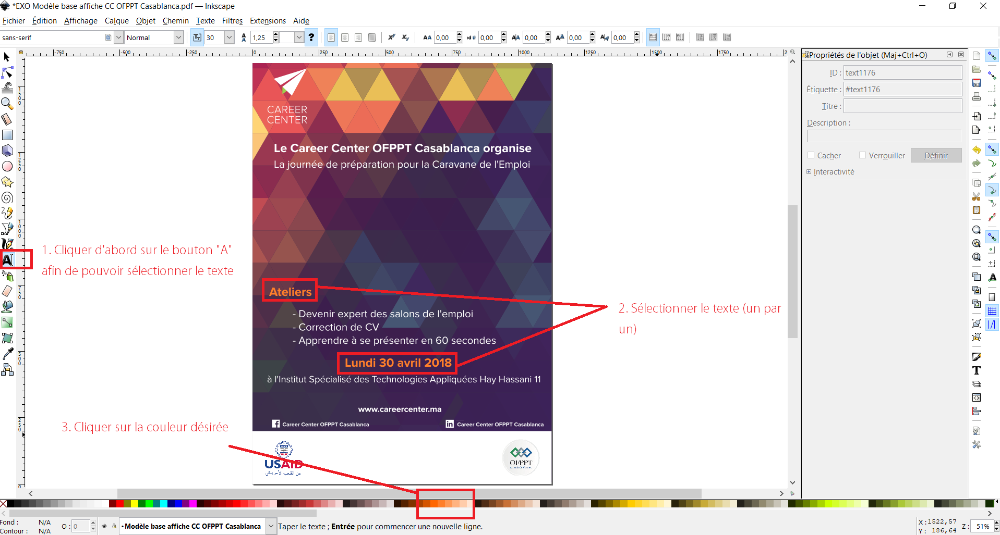 *EXO Modèle base affiche CC OFPPT Casablanca.pdf — Inkscape
Fichier Édition Affichage Calque Objet Chemin Texte Filtres Extensions Aide
sans-serif Normal 30 1,25 ? 0,00 0,00 0,00 0,00 0,00
-750 -500 -250 0 250 500 750 1000 1250 1500 1750
Propriétés de l'objet (Maj+Ctrl+O)
ID : text1176
Étiquette : #text1176
Titre :
Description :
Cacher Verrouiller Définir
Interactivité
CAREER
CENTER
Le Career Center OFPPT Casablanca organise
La journée de préparation pour la Caravane de l'Emploi
1. Cliquer d'abord sur le bouton "A"
afin de pouvoir sélectionner le texte
Ateliers
- Devenir expert des salons de l'emploi
- Correction de CV
- Apprendre à se présenter en 60 secondes
2. Sélectionner le texte (un par
un)
Lundi 30 avril 2018
à l'Institut Spécialisé des Technologies Appliquées Hay Hassani 11
www.careercenter.ma
Career Center OFPPT Casablanca Career Center OFPPT Casablanca
3. Cliquer sur la couleur désirée
USAID
من الشعب الأمريكي
OFPPT
Fond : N/A
Contour : N/A
O : 0
•Modèle base affiche CC OFPPT Casablanca
Taper le texte ; Entrée pour commencer une nouvelle ligne.
X : 1522,57
Y : 186,64
Z : 51%